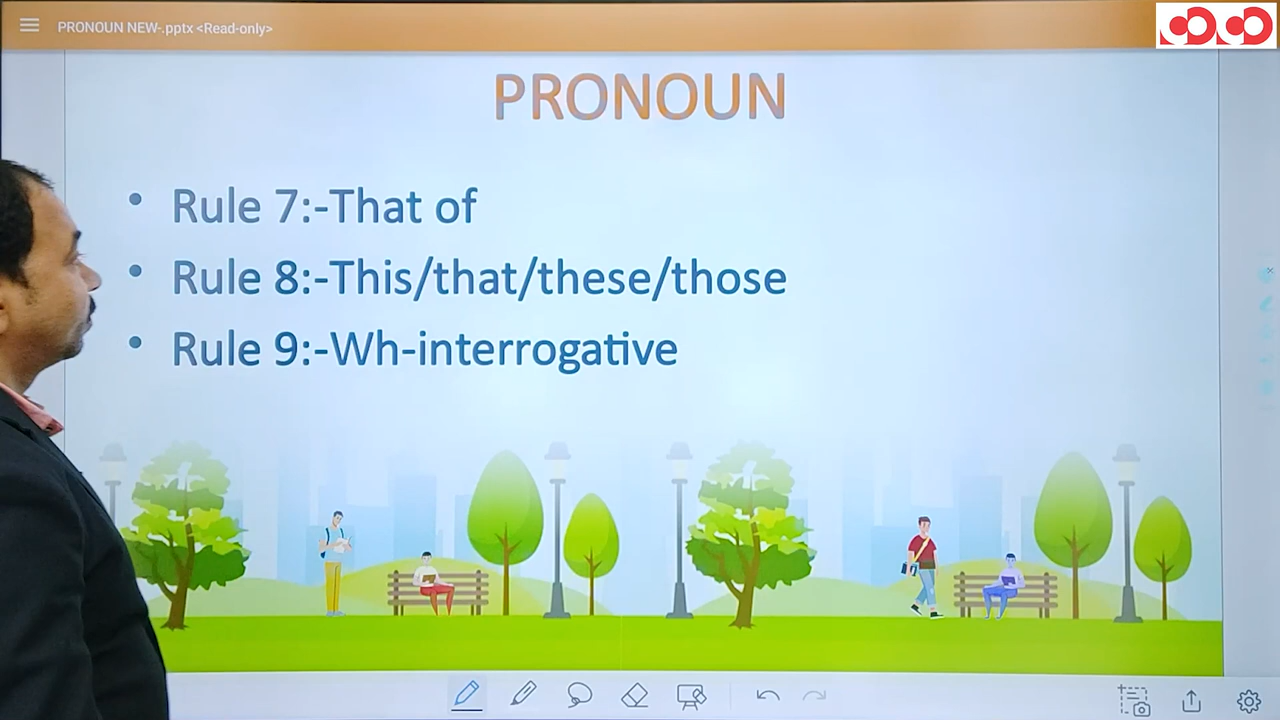 PRONOUN NEW-.pptx <Read-only>
PRONOUN
• Rule 7:-That of
• Rule 8:-This/that/these/those
• Rule 9:-Wh-interrogative